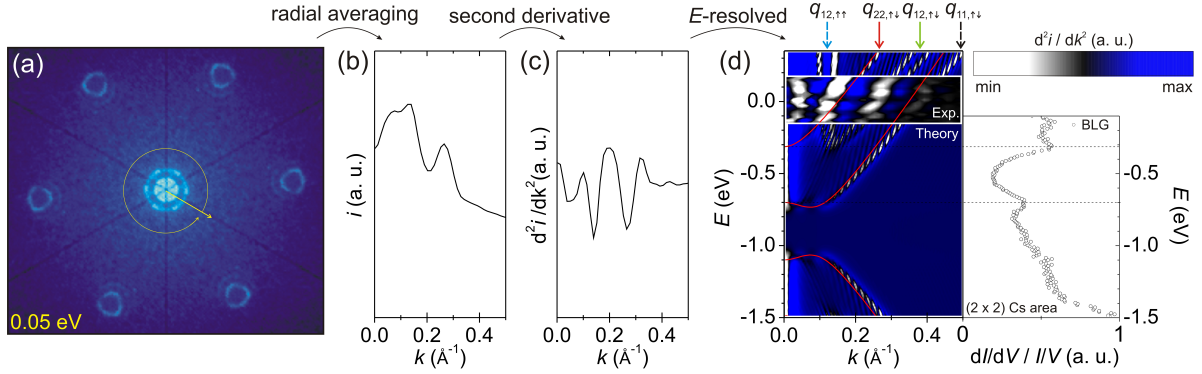 radial averaging
second derivative
E-resolved
q12,↑↑
q22,↑↓
q12,↑↓
q11,↑↓
(a)
0.05 eV
(b)
i (a. u.)
0.0
0.2
0.4
k (Å-1)
(c)
d2i /dk2(a. u.)
0.0
0.2
0.4
k (Å-1)
(d)
E (eV)
0.0
-0.5
-1.0
-1.5
Exp.
Theory
0.0
0.2
0.4
k (Å-1)
d2i / dk2 (a. u.)
min
max
BLG
(2 x 2) Cs area
0.0
-0.5
-1.0
-1.5
E (eV)
0
1
dI/dV / I/V (a. u.)